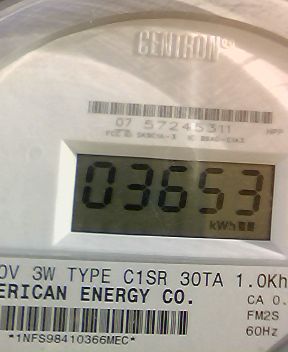 CENTRON®
07 57245311
HPP
03653
kWh
0V 3W TYPE C1SR 30TA 1.0Kh
ERICAN ENERGY CO.
CA 0.
FM2S
60Hz
*1NFS98410366MEC*